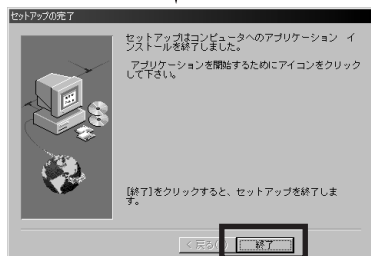 セットアップの完了
セットアップはコンピュータへのアプリケーション イ
ンストールを終了しました。
アプリケーションを開始するためにアイコンをクリック
して下さい。
[終了]をクリックすると、セットアップを終了しま
す。
< 戻る(
終了